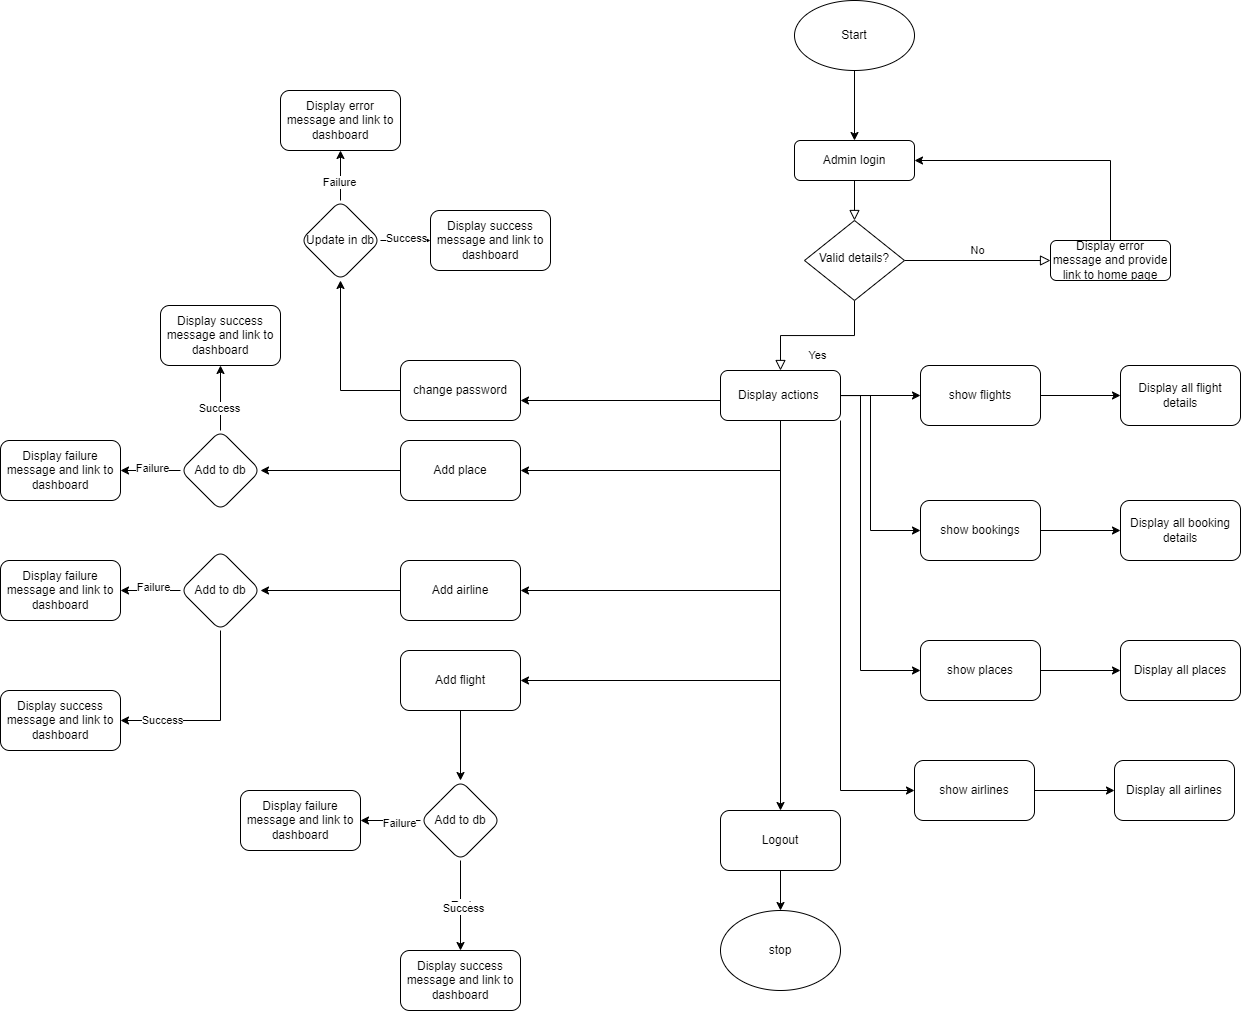 Start
Display error
message and link to
dashboard
Admin login
Failure
Display success
message and link to
dashboard
Update in db
Success
Valid details?
No
Display error
message and provide
link to home page
Display success
message and link to
dashboard
Yes
change password
Display actions
show flights
Display all flight
details
Success
Display failure
message and link to
dashboard
Failure
Add to db
Add place
show bookings
Display all booking
details
Display failure
message and link to
dashboard
Failure
Add to db
Add airline
Add flight
show places
Display all places
Display success
message and link to
dashboard
Success
show airlines
Display all airlines
Display failure
message and link to
dashboard
Failure
Add to db
Logout
Success
stop
Display success
message and link to
dashboard